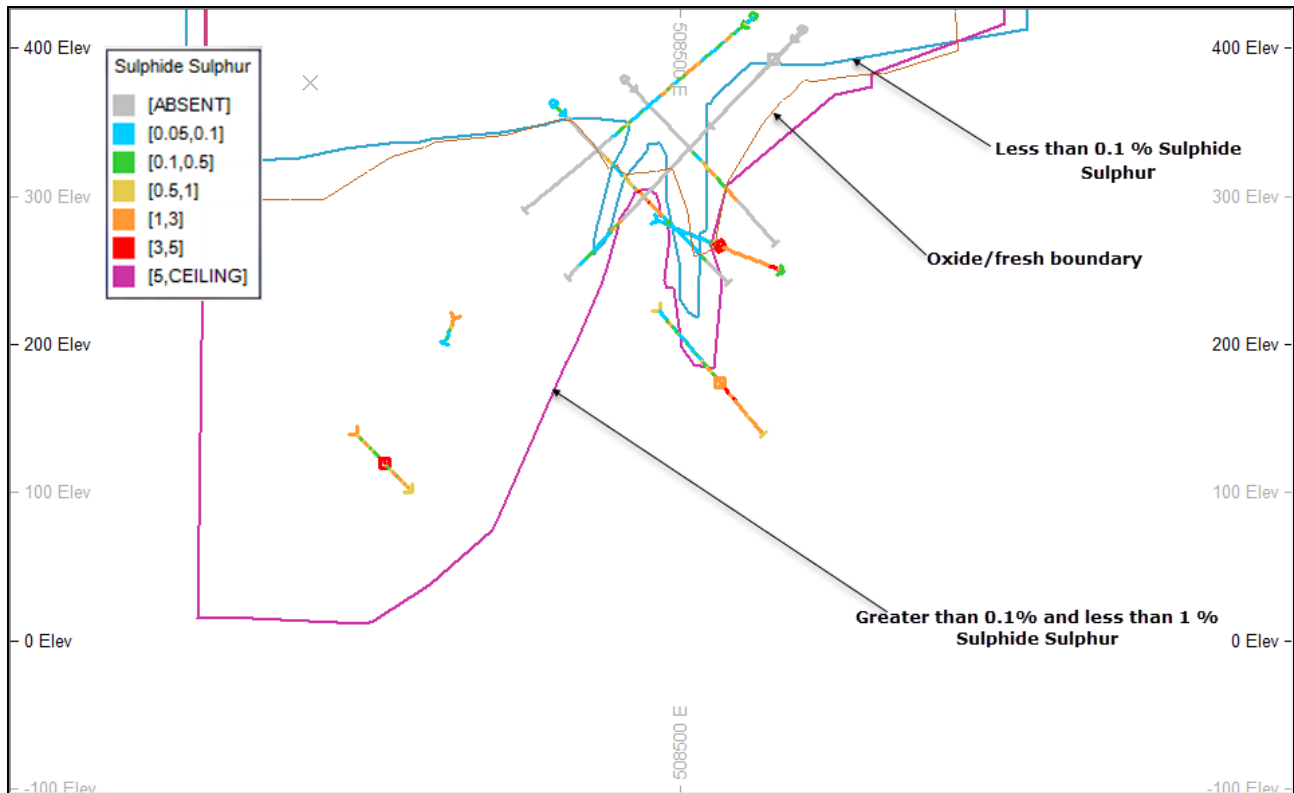 508500 E
400 Elev
400 Elev
Sulphide Sulphur
[ABSENT]
[0.05,0.1]
[0.1,0.5]
[0.5,1]
[1,3]
[3,5]
[5,CEILING]
Less than 0.1 % Sulphide
Sulphur
300 Elev
300 Elev
Oxide/fresh boundary
200 Elev
200 Elev
100 Elev
100 Elev
Greater than 0.1% and less than 1 %
Sulphide Sulphur
0 Elev
0 Elev
508500 E
-100 Elev
-100 Elev